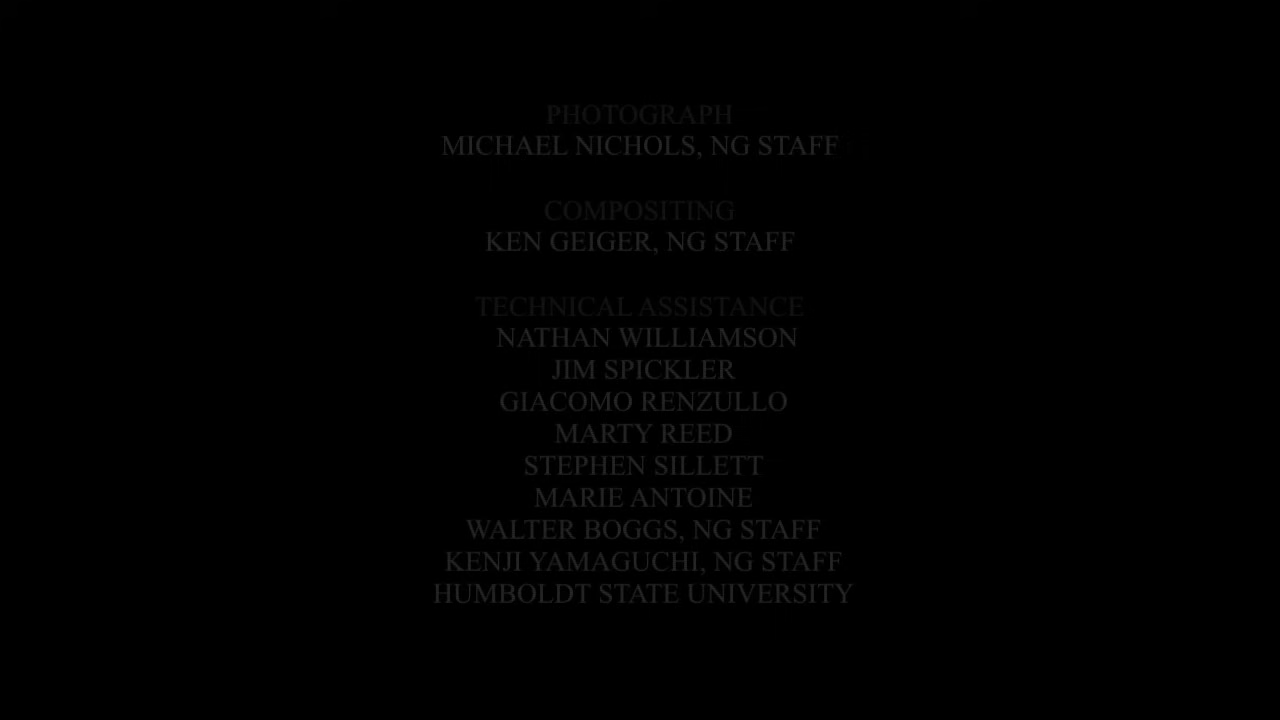 PHOTOGRAPH
MICHAEL NICHOLS, NG STAFF
COMPOSITING
KEN GEIGER, NG STAFF
TECHNICAL ASSISTANCE
NATHAN WILLIAMSON
JIM SPICKLER
GIACOMO RENZULLO
MARTY REED
STEPHEN SILLETT
MARIE ANTOINE
WALTER BOGGS, NG STAFF
KENJI YAMAGUCHI, NG STAFF
HUMBOLDT STATE UNIVERSITY